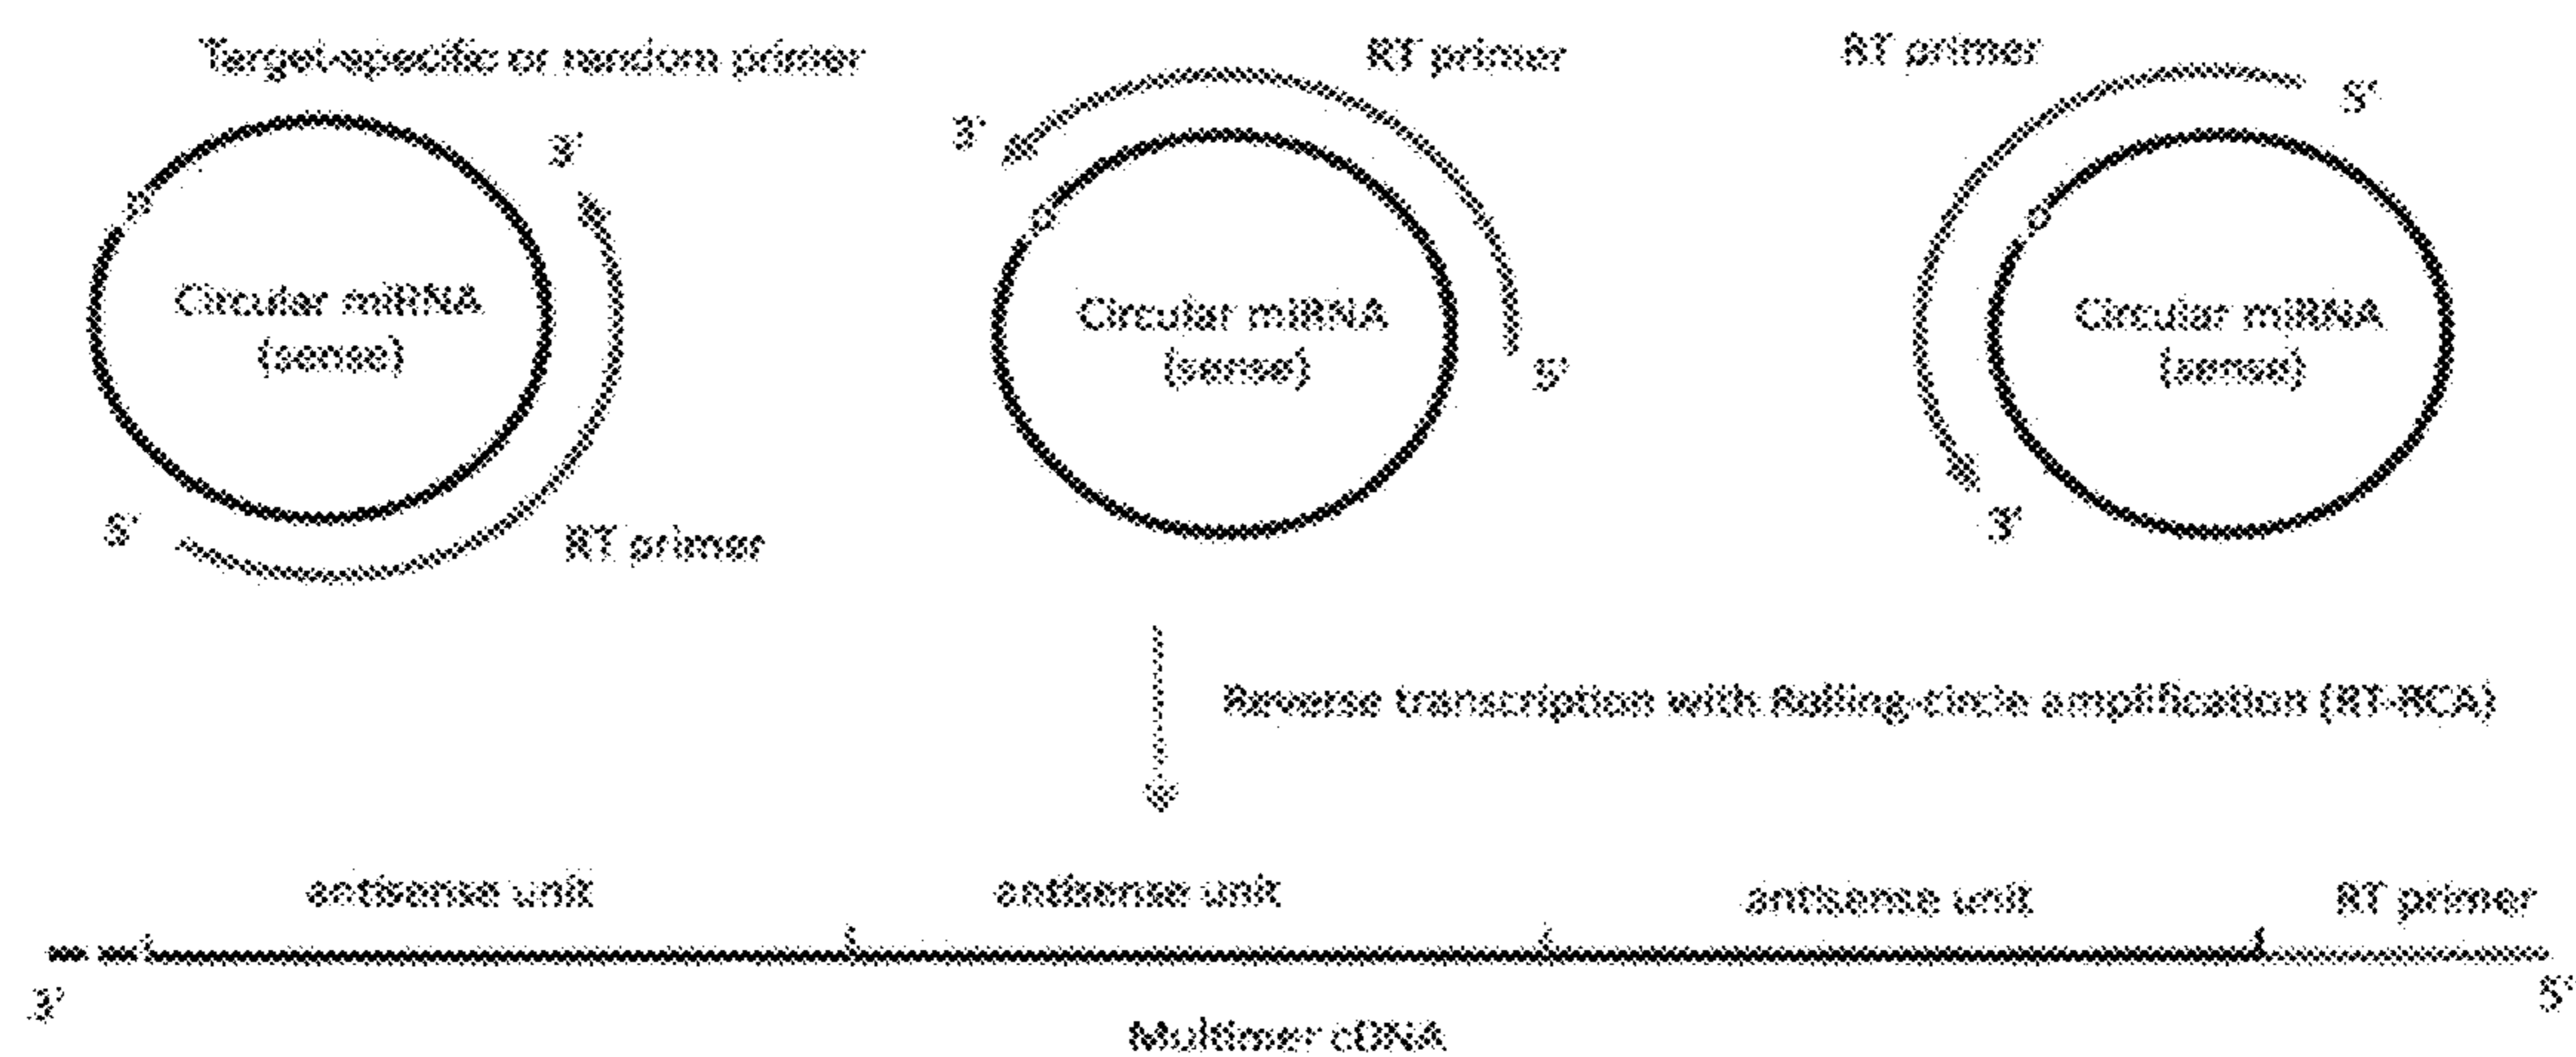 Target-specific or random primer
RT primer
RT primer
3'
3'
5'
p
p
p
Circular miRNA
(sense)
Circular miRNA
(sense)
Circular miRNA
(sense)
5'
5'
3'
RT primer
Reverse transcription with Rolling-circle amplification (RT-RCA)
antisense unit
antisense unit
antisense unit
RT primer
3'
5'
Multimer cDNA